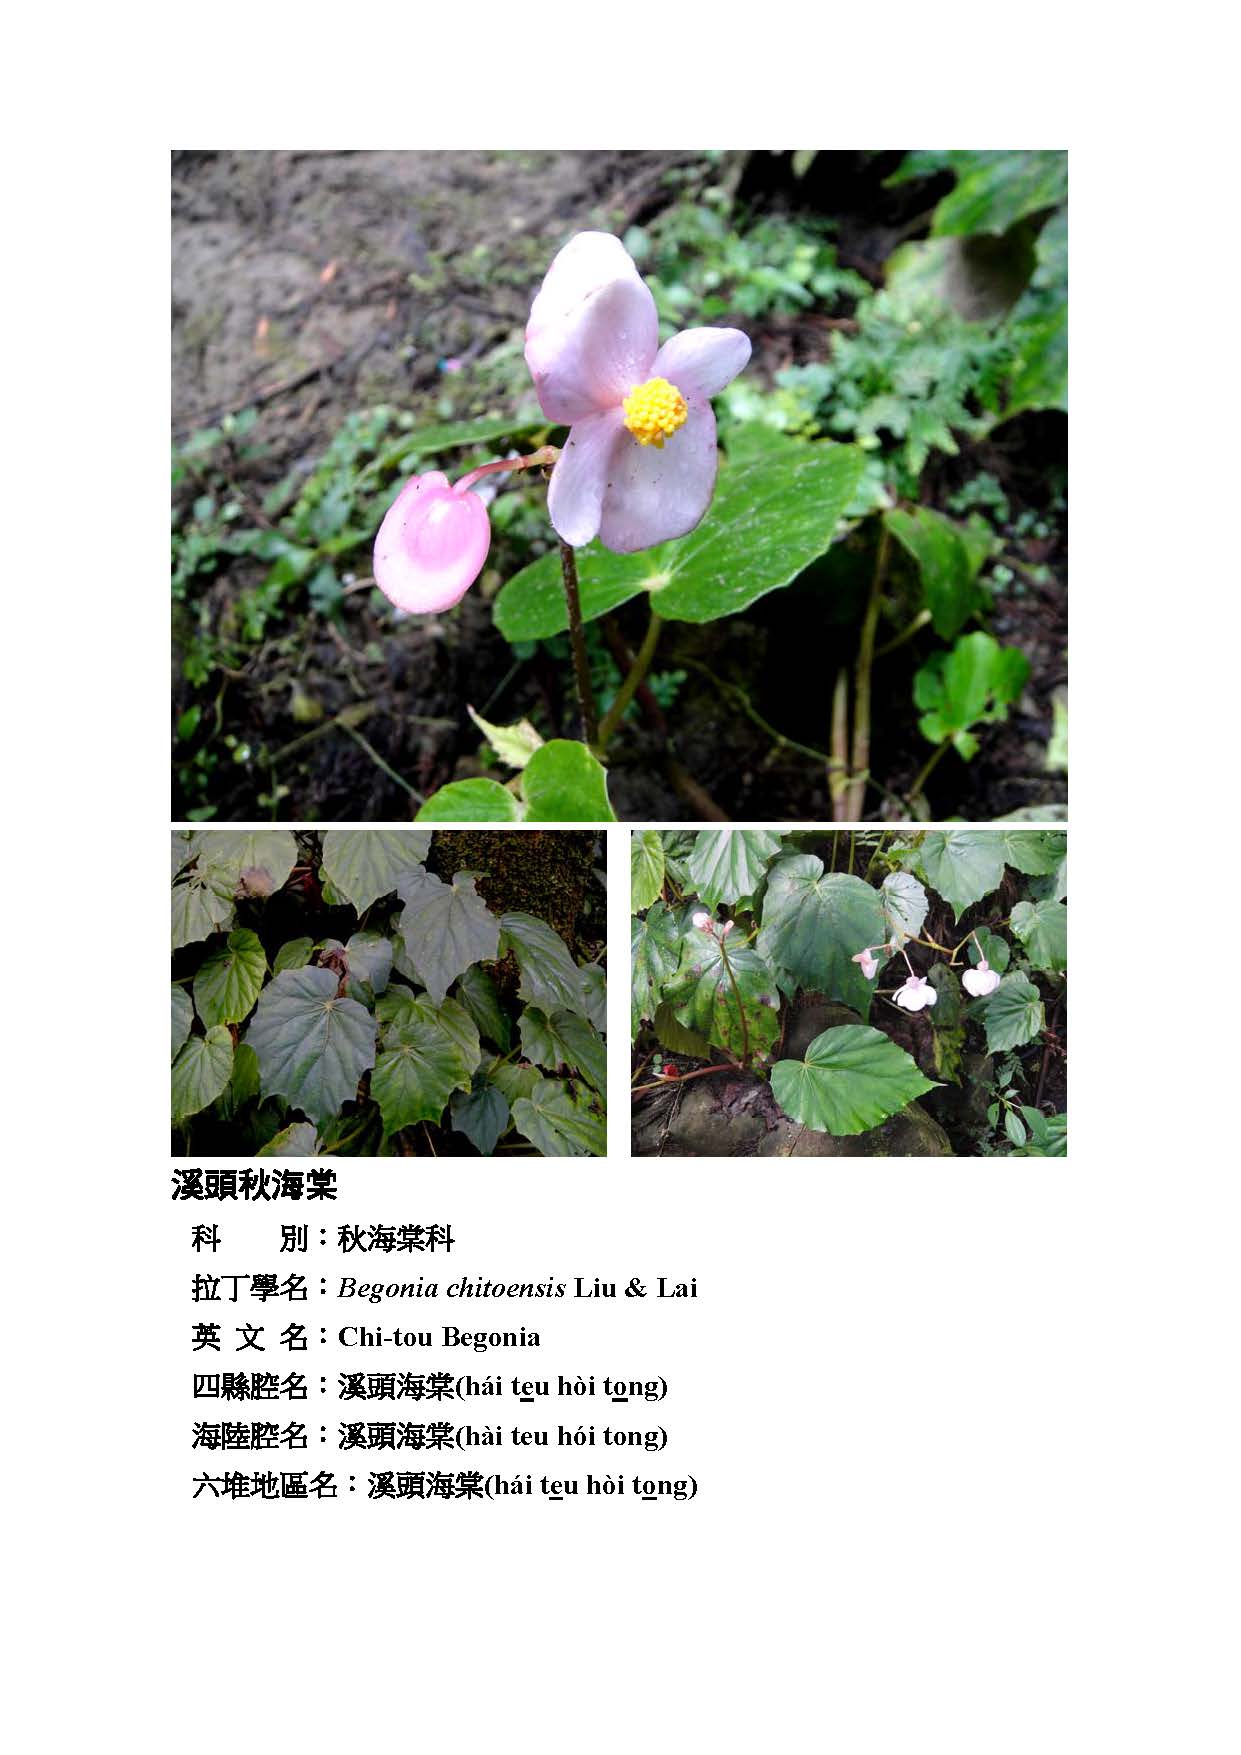 溪頭秋海棠
科　　別：秋海棠科
拉丁學名：Begonia chitoensis Liu & Lai
英 文 名：Chi-tou Begonia
四縣腔名：溪頭海棠(hái teu hòi tong)
海陸腔名：溪頭海棠(hài teu hói tong)
六堆地區名：溪頭海棠(hái teu hòi tong)